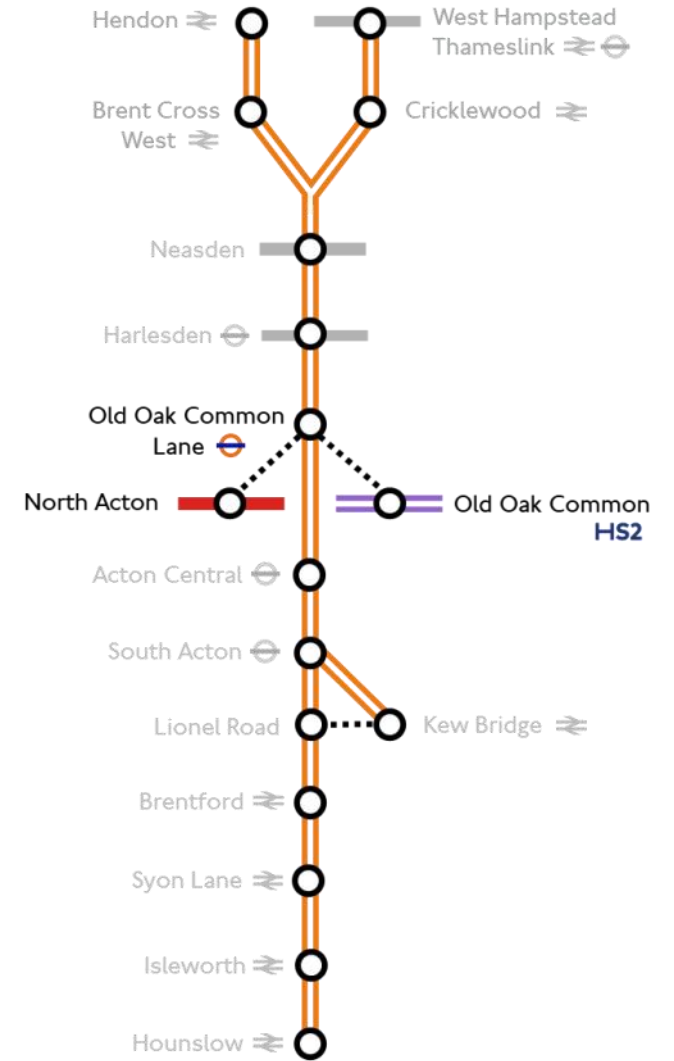 Hendon
West Hampstead
Thameslink
Brent Cross
West
Cricklewood
Neasden
Harlesden
Old Oak Common
Lane
North Acton
Old Oak Common
HS2
Acton Central
South Acton
Lionel Road
Kew Bridge
Brentford
Syon Lane
Isleworth
Hounslow